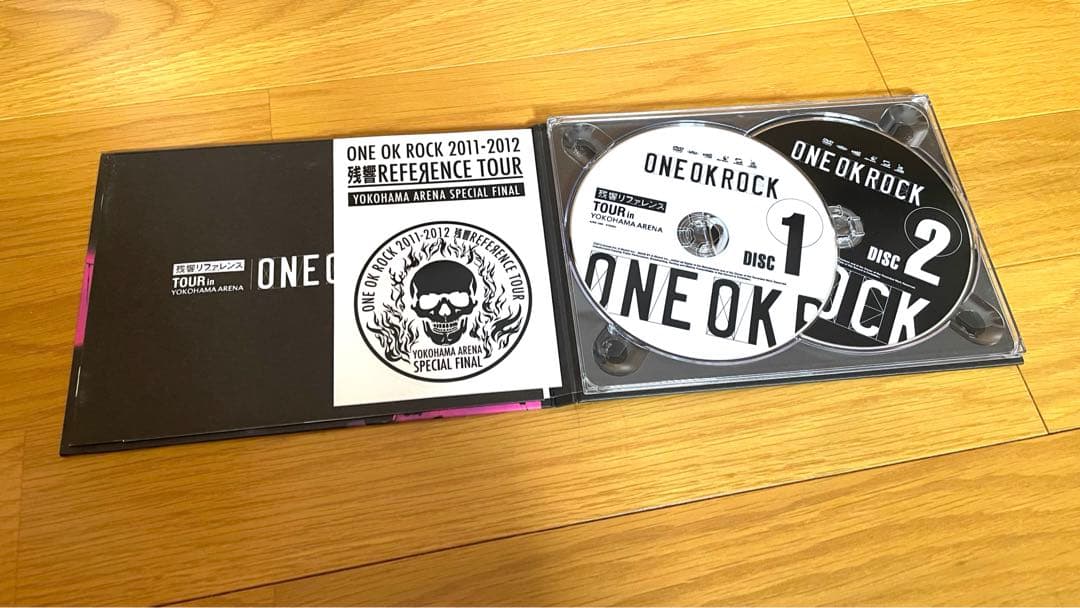 残響リファレンス
TOUR in
YOKOHAMA ARENA
ONE O
ONE OK ROCK 2011-2012
残響REFEЯENCE TOUR
YOKOHAMA ARENA SPECIAL FINAL
ONE OK ROCK 2011-2012 残響REFEЯENCE TOUR
YOKOHAMA ARENA
SPECIAL FINAL
ONE OK ROCK
残響リファレンス
TOUR in
YOKOHAMA ARENA
DISC 1
ONE OK R
ONE OK ROCK
DISC 2
ROCK